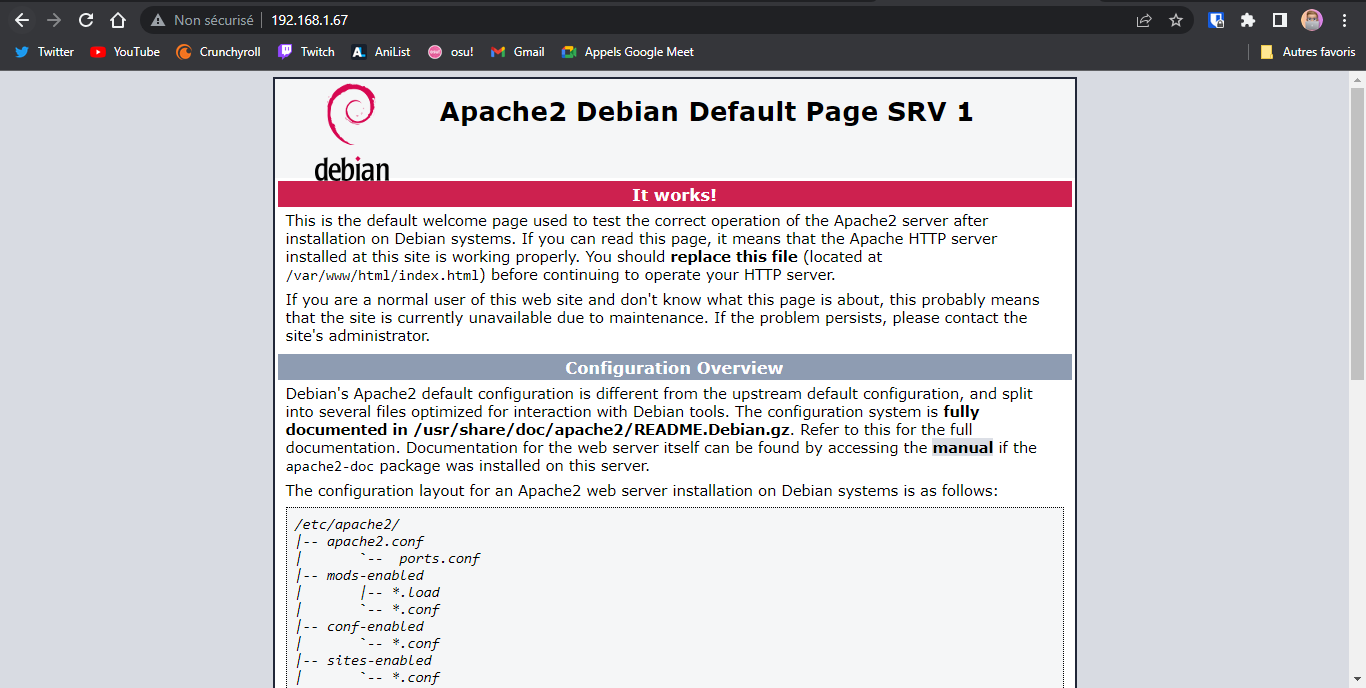 Non sécurisé 192.168.1.67
Twitter YouTube Crunchyroll Twitch AniList osu! Gmail Appels Google Meet Autres favoris
debian
Apache2 Debian Default Page SRV 1
It works!
This is the default welcome page used to test the correct operation of the Apache2 server after
installation on Debian systems. If you can read this page, it means that the Apache HTTP server
installed at this site is working properly. You should replace this file (located at
/var/www/html/index.html) before continuing to operate your HTTP server.
If you are a normal user of this web site and don't know what this page is about, this probably means
that the site is currently unavailable due to maintenance. If the problem persists, please contact the
site's administrator.
Configuration Overview
Debian's Apache2 default configuration is different from the upstream default configuration, and split
into several files optimized for interaction with Debian tools. The configuration system is fully
documented in /usr/share/doc/apache2/README.Debian.gz. Refer to this for the full
documentation. Documentation for the web server itself can be found by accessing the manual if the
apache2-doc package was installed on this server.
The configuration layout for an Apache2 web server installation on Debian systems is as follows:
/etc/apache2/
|-- apache2.conf
|       `--  ports.conf
|-- mods-enabled
|       |-- *.load
|       `-- *.conf
|-- conf-enabled
|       `-- *.conf
|-- sites-enabled
|       `-- *.conf